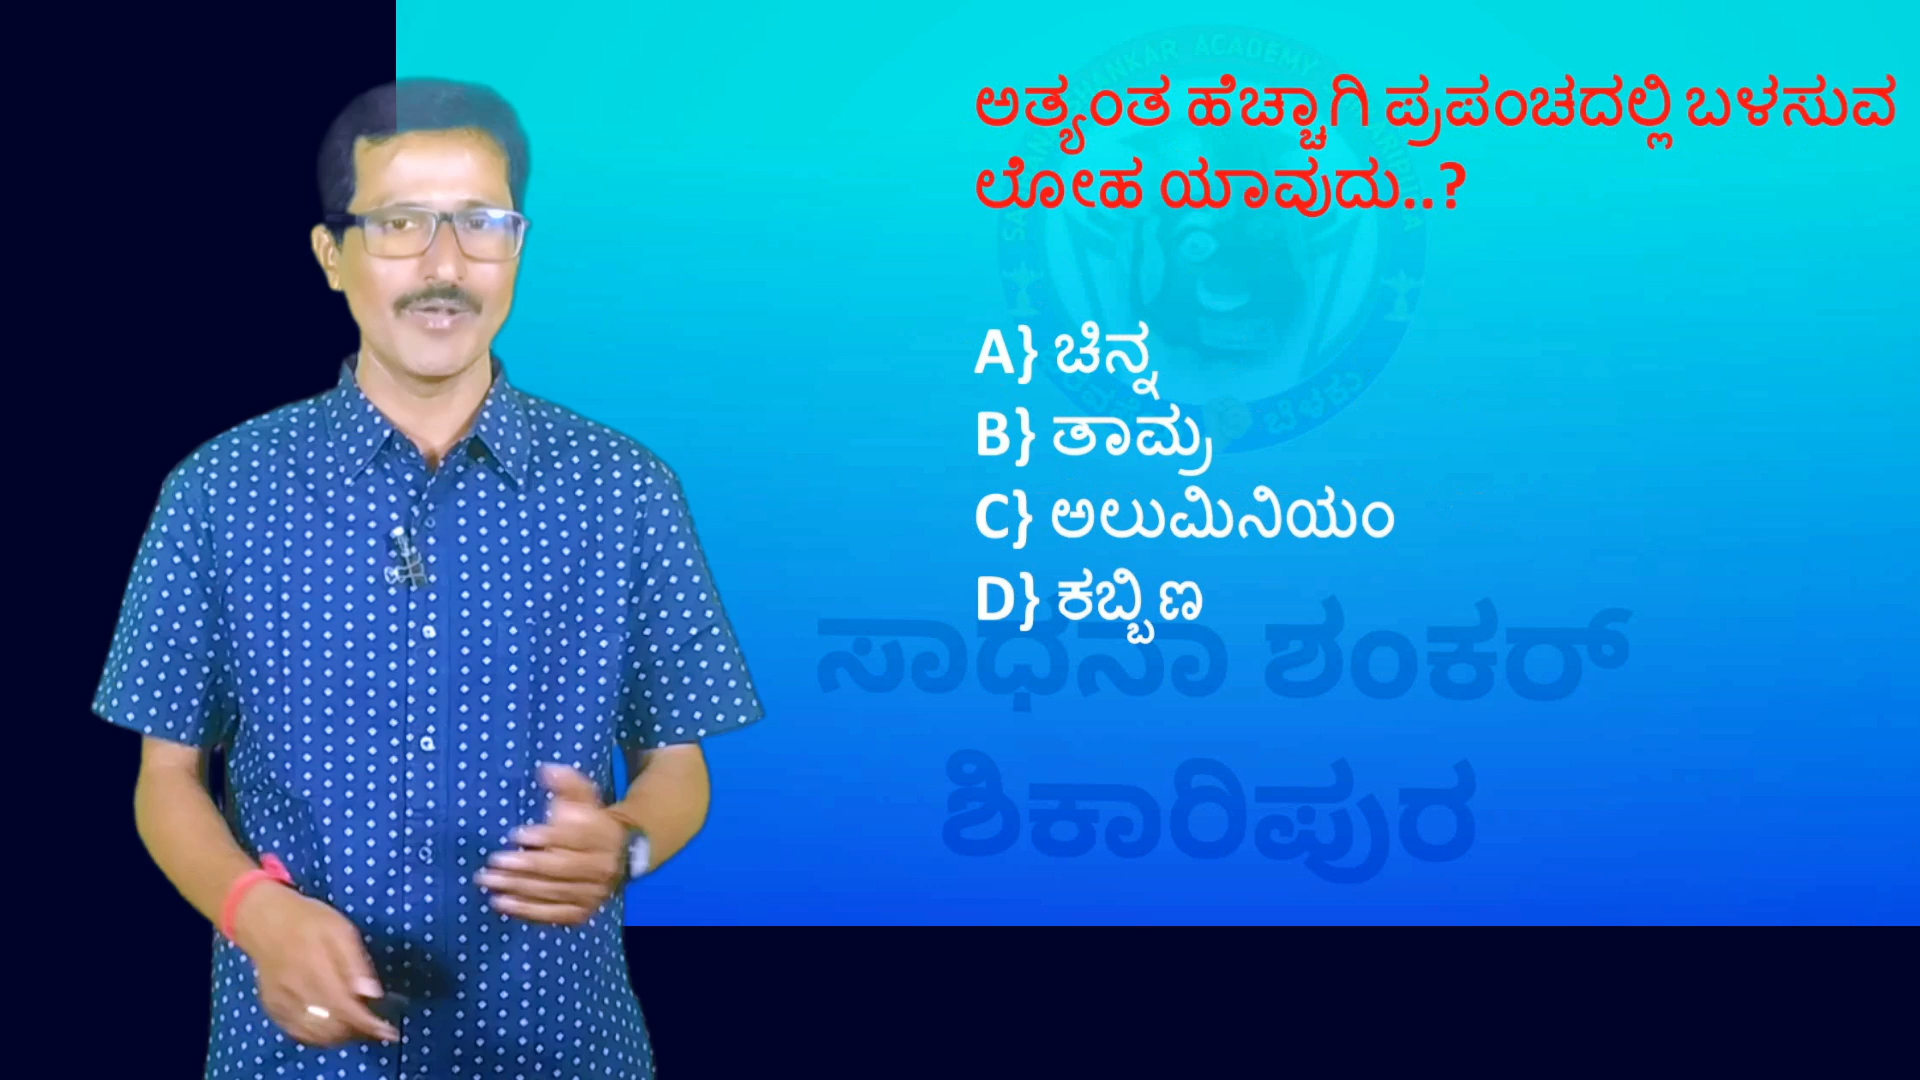 ಅತ್ಯಂತ ಹೆಚ್ಚಾಗಿ ಪ್ರಪಂಚದಲ್ಲಿ ಬಳಸುವ
ಲೋಹ ಯಾವುದು..?
A} ಚಿನ್ನ
B} ತಾಮ್ರ
C} ಅಲುಮಿನಿಯಂ
D} ಕಬ್ಬಿಣ
ಸಾಧನಾ ಶಂಕರ್
ಶಿಕಾರಿಪುರ